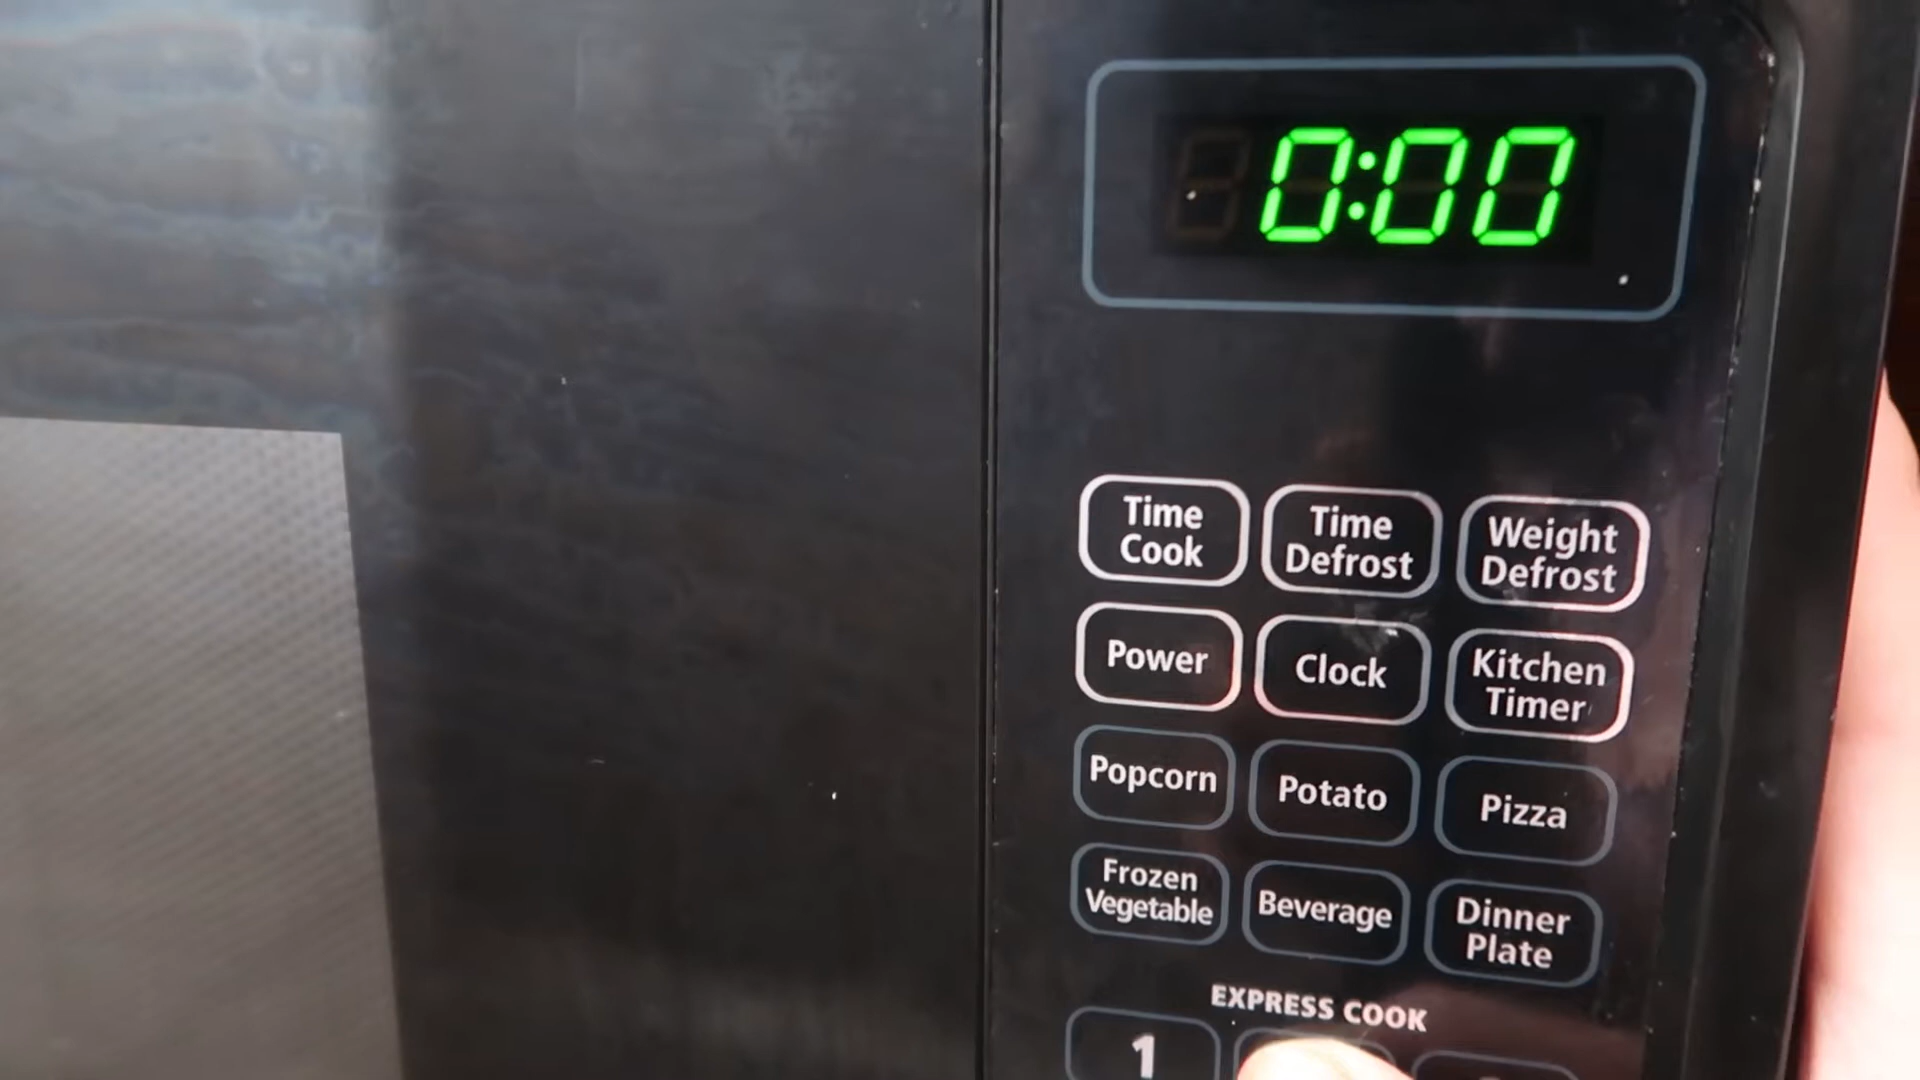 0:00
Time Cook
Time Defrost
Weight Defrost
Power
Clock
Kitchen Timer
Popcorn
Potato
Pizza
Frozen Vegetable
Beverage
Dinner Plate
EXPRESS COOK
1